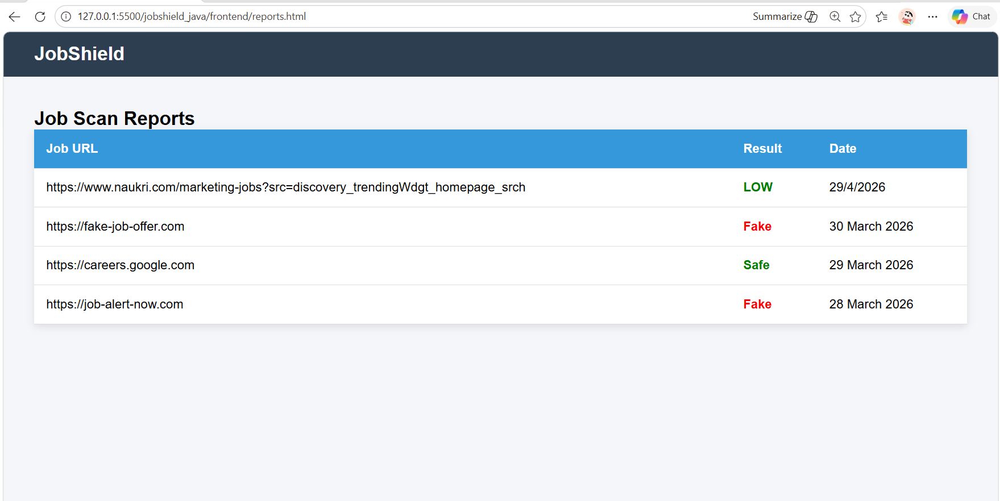 127.0.0.1:5500/jobshield_java/frontend/reports.html Summarize Chat
JobShield
Job Scan Reports
Job URL Result Date
https://www.naukri.com/marketing-jobs?src=discovery_trendingWdgt_homepage_srch LOW 29/4/2026
https://fake-job-offer.com Fake 30 March 2026
https://careers.google.com Safe 29 March 2026
https://job-alert-now.com Fake 28 March 2026